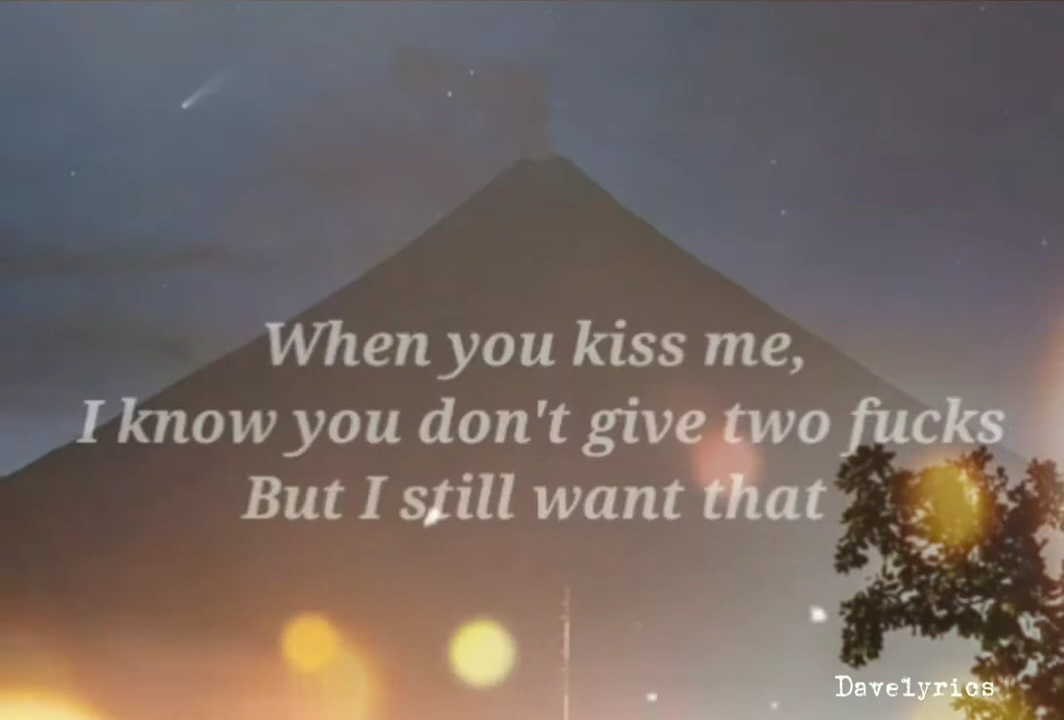 When you kiss me,
I know you don't give two fucks
But I still want that
Davelyrics